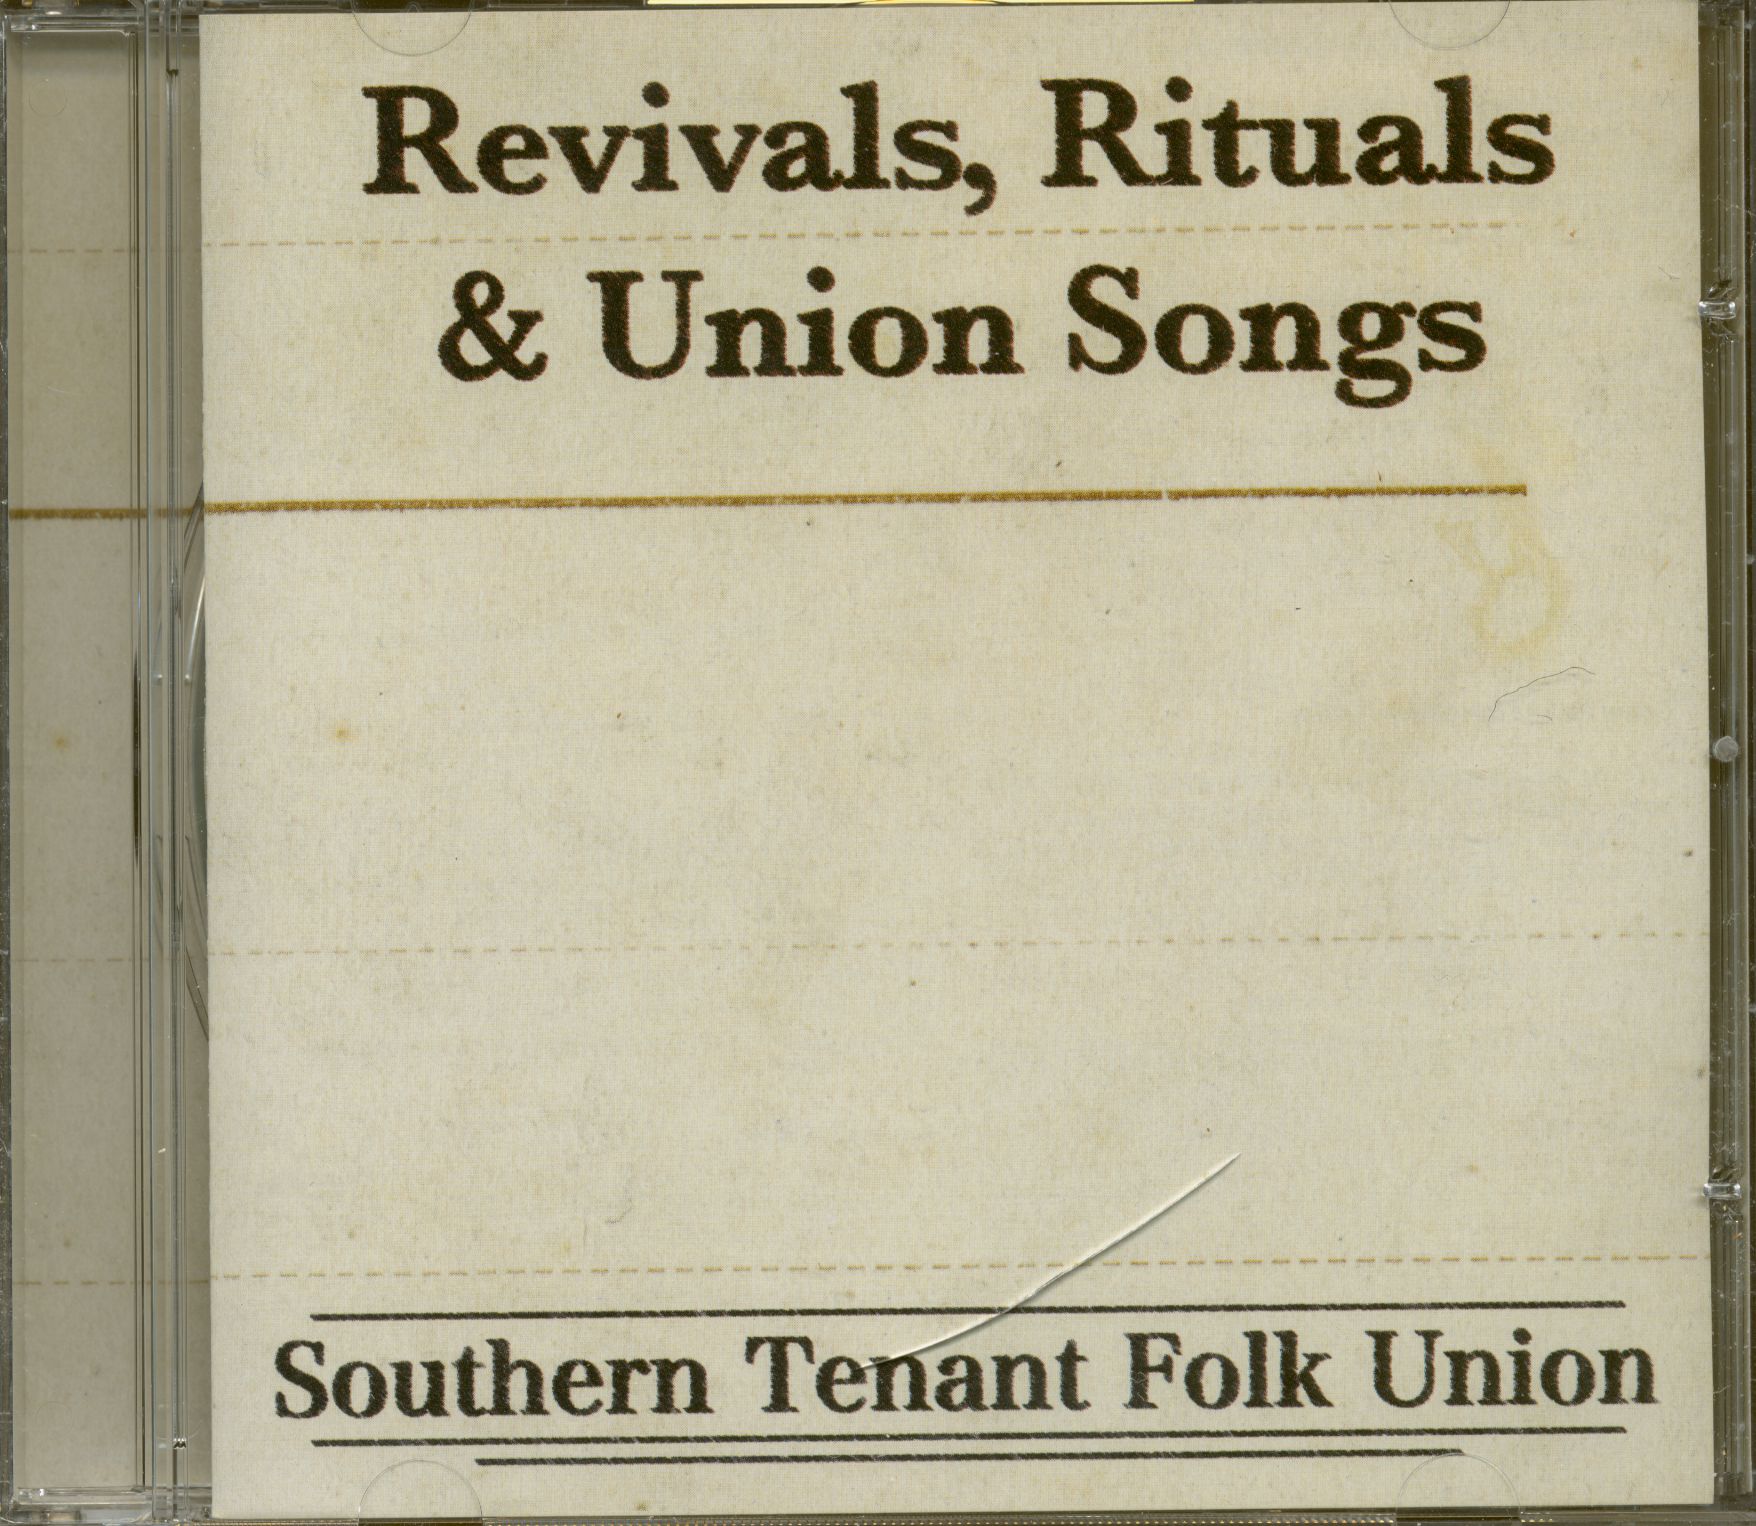 Revivals, Rituals
& Union Songs
Southern Tenant Folk Union